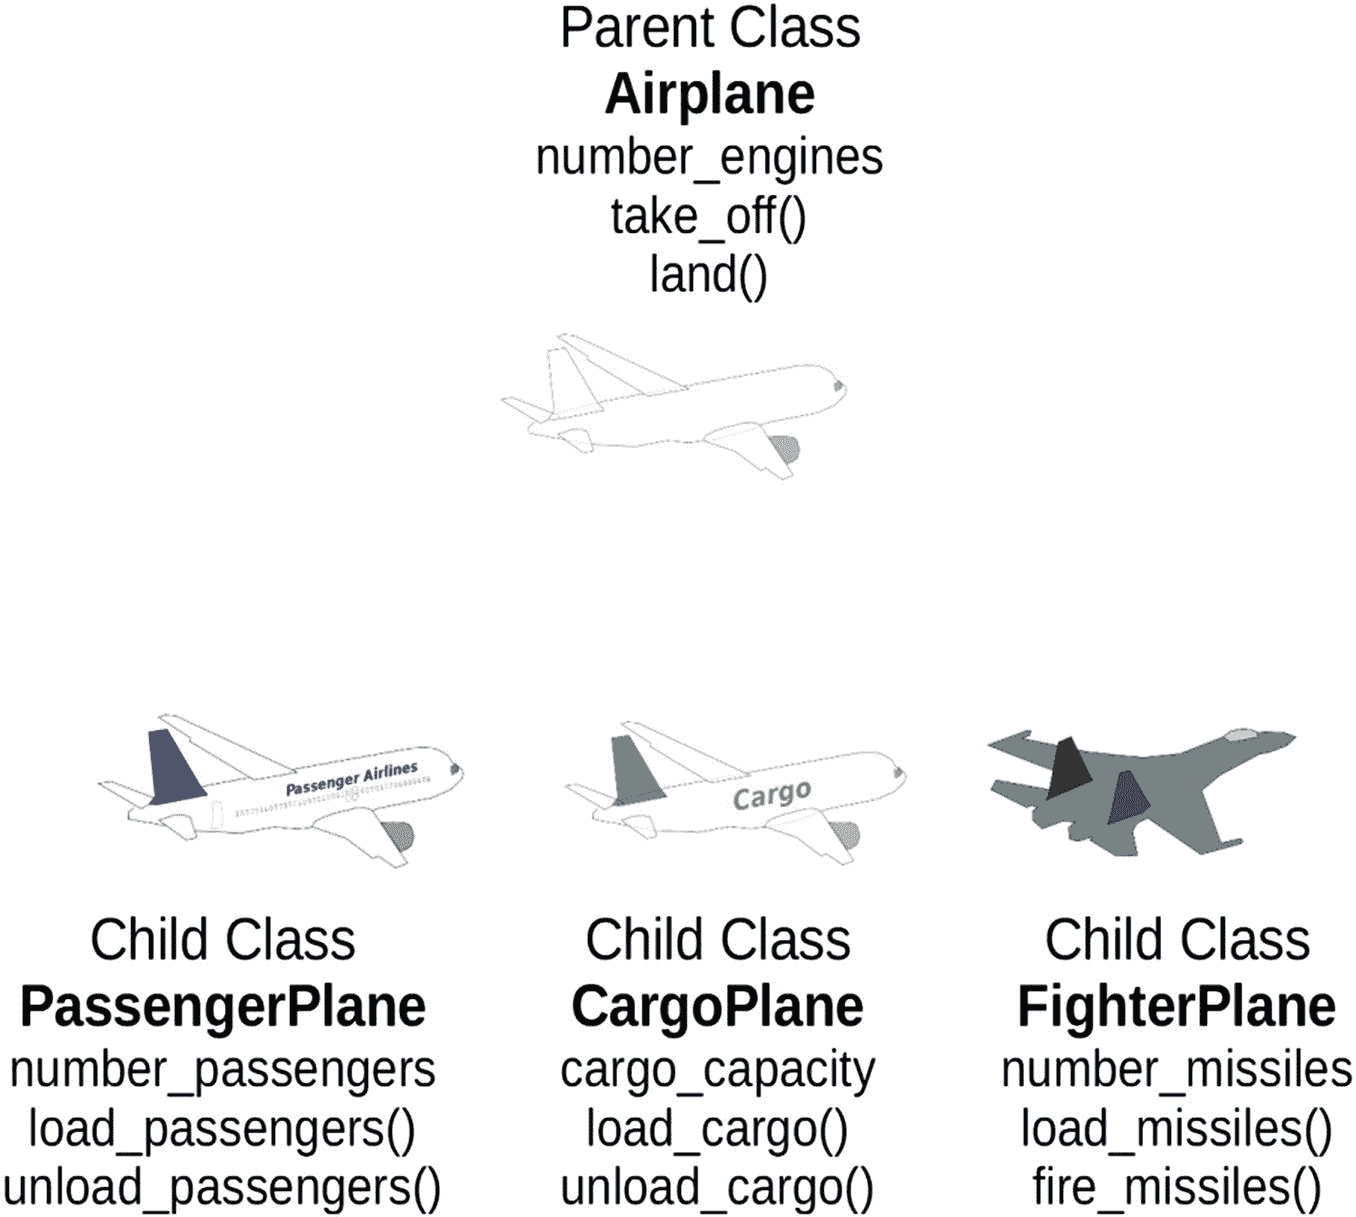 Parent Class
Airplane
number_engines
take_off()
land()
Passenger Airlines
Cargo
Child Class
PassengerPlane
number_passengers
load_passengers()
unload_passengers()
Child Class
CargoPlane
cargo_capacity
load_cargo()
unload_cargo()
Child Class
FighterPlane
number_missiles
load_missiles()
fire_missiles()